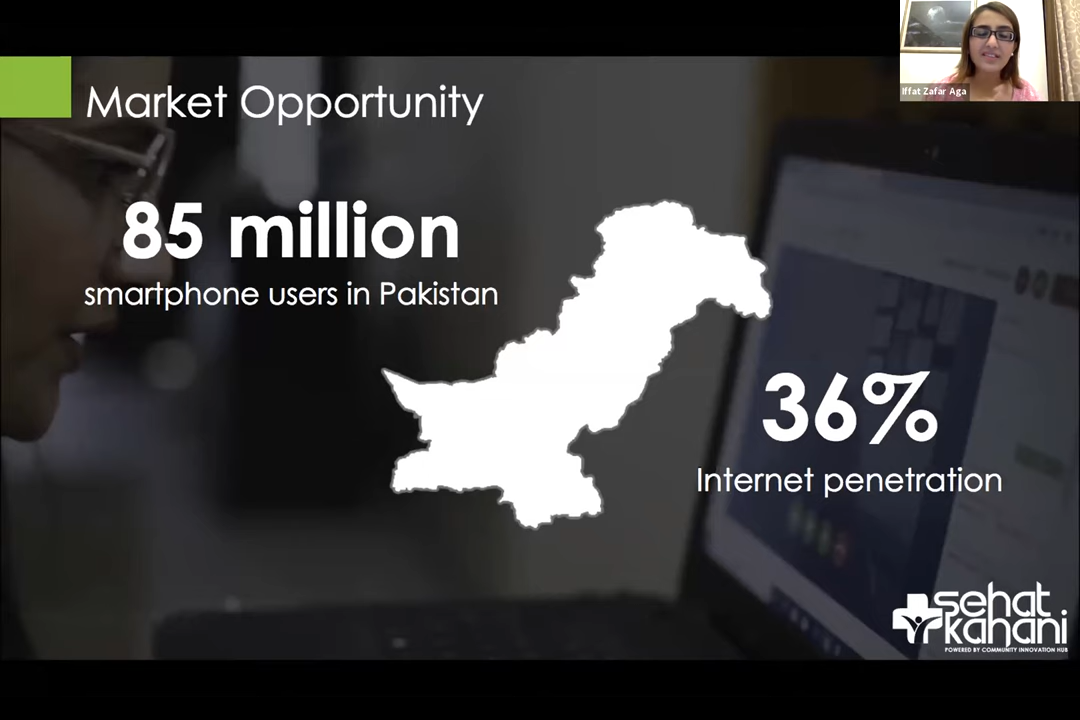 Iffat Zafar Aga
Market Opportunity
85 million
smartphone users in Pakistan
36%
Internet penetration
sehat
kahani
POWERED BY COMMUNITY INNOVATION HUB